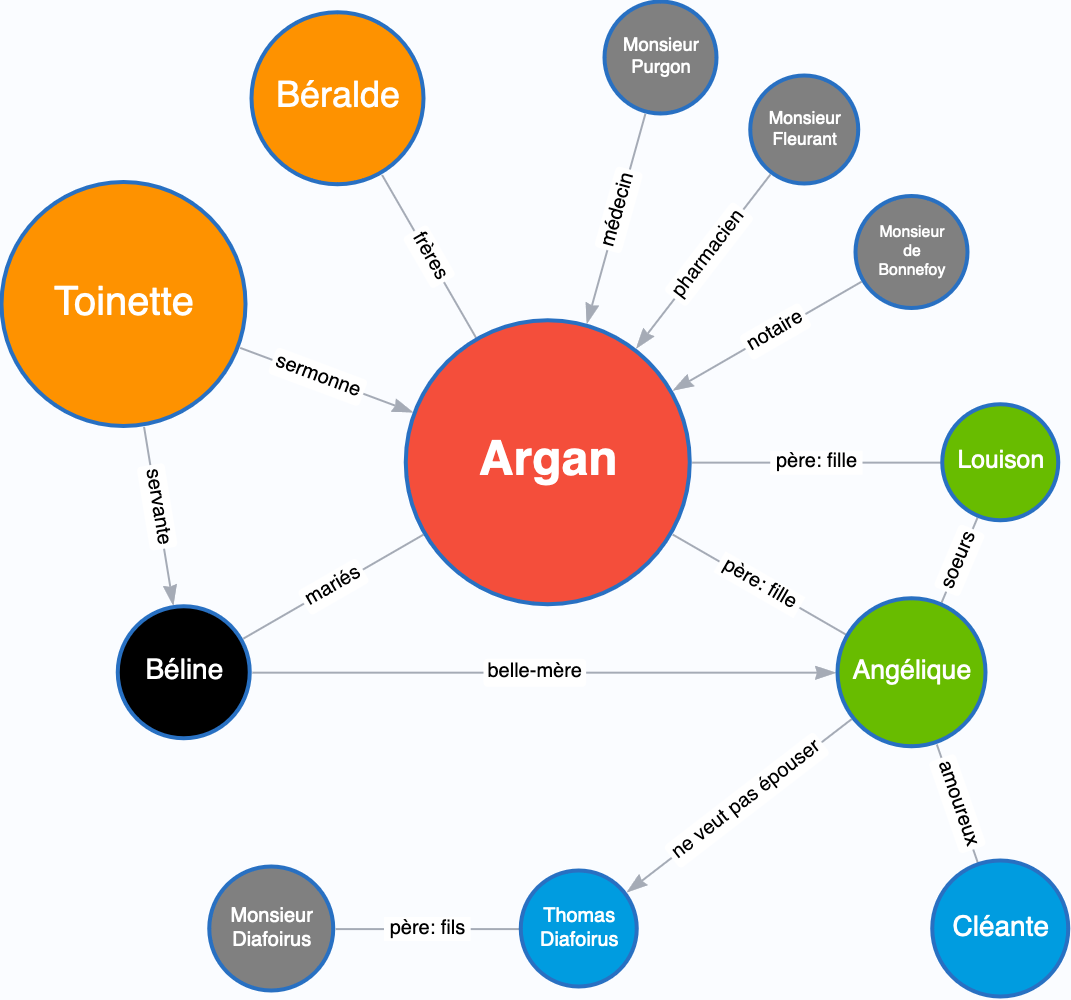 Béralde
Monsieur
Purgon
Monsieur
Fleurant
Monsieur
de
Bonnefoy
frères
médecin
pharmacien
notaire
Toinette
sermonne
Argan
servante
mariés
père: fille
Louison
père: fille
soeurs
Béline
belle-mère
Angélique
ne veut pas épouser
amoureux
Monsieur
Diafoirus
père: fils
Thomas
Diafoirus
Cléante